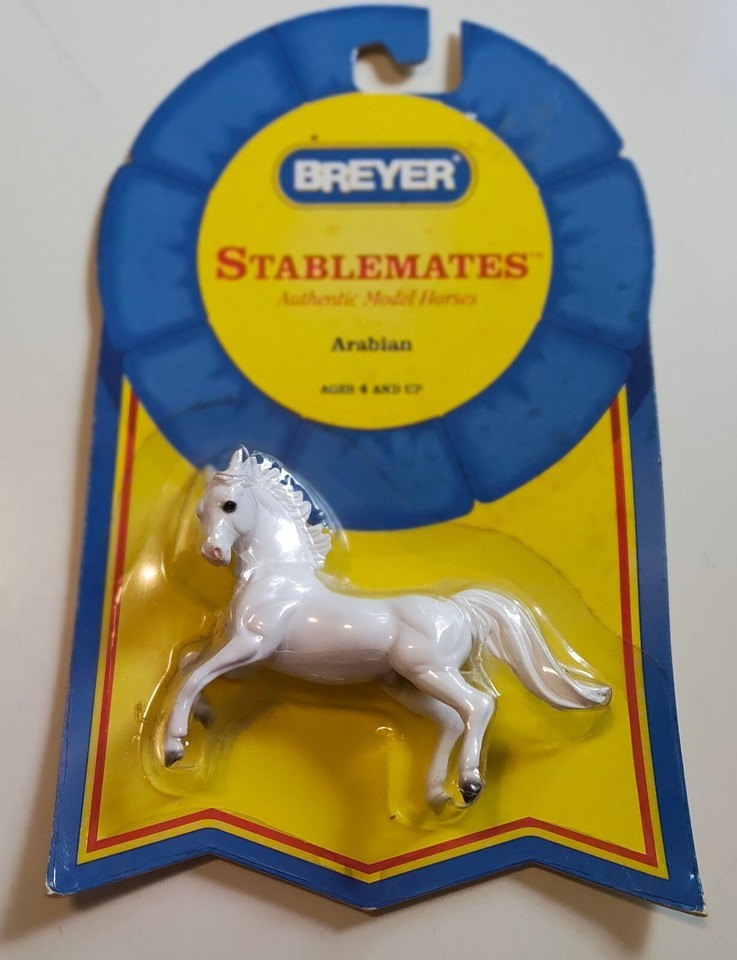 BREYER®
STABLEMATES™
Authentic Model Horses
Arabian
AGES 4 AND UP